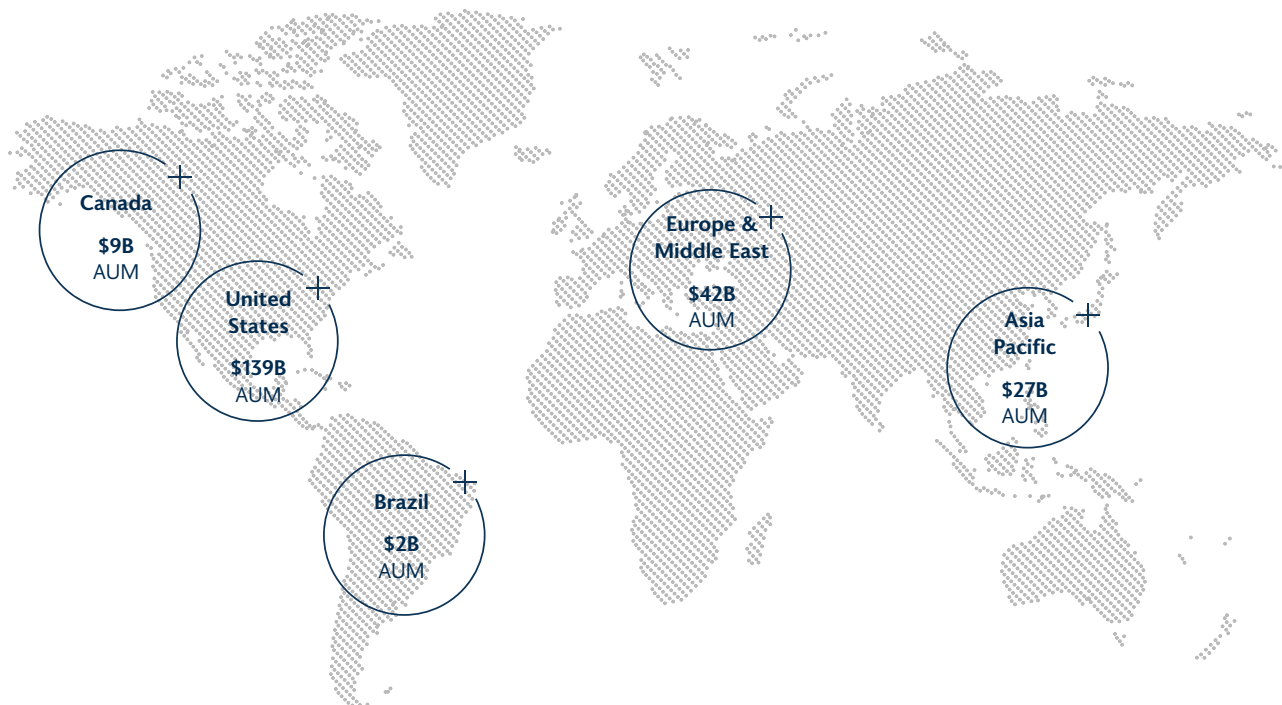 Canada
$9B
AUM
United
States
$139B
AUM
Brazil
$2B
AUM
Europe &
Middle East
$42B
AUM
Asia
Pacific
$27B
AUM